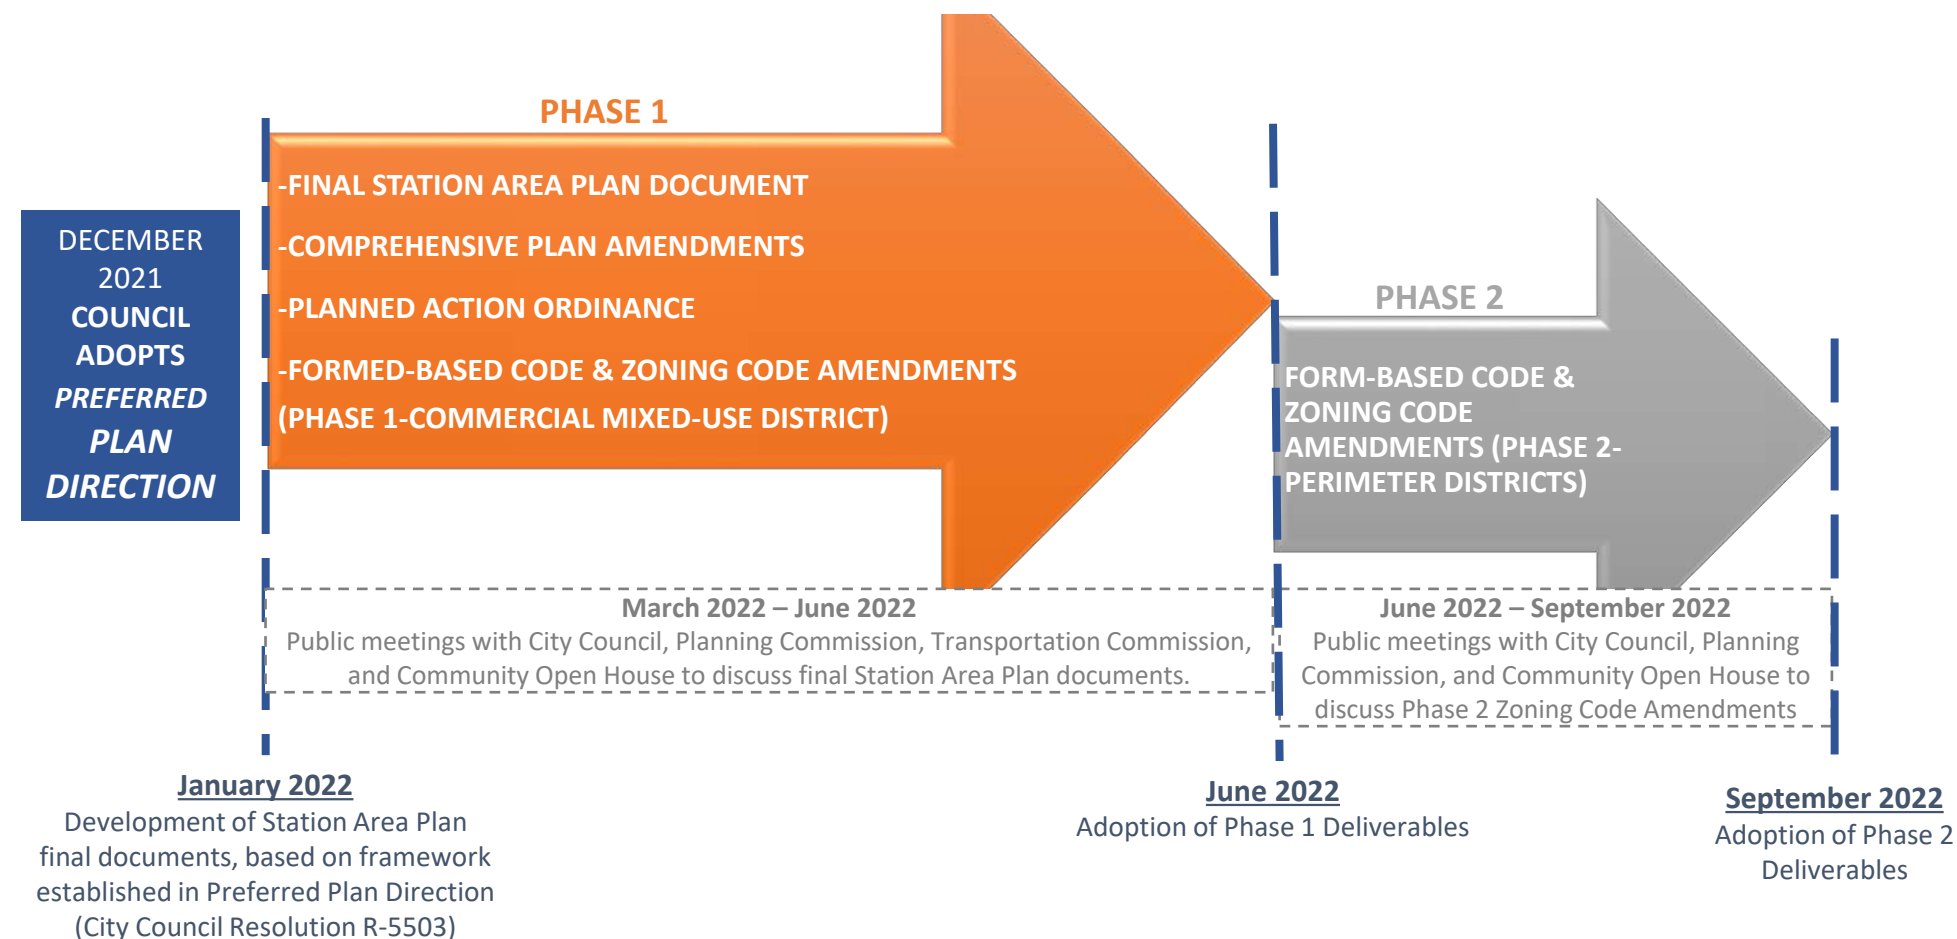 DECEMBER
2021
COUNCIL
ADOPTS
PREFERRED
PLAN
DIRECTION
PHASE 1
-FINAL STATION AREA PLAN DOCUMENT
-COMPREHENSIVE PLAN AMENDMENTS
-PLANNED ACTION ORDINANCE
-FORMED-BASED CODE & ZONING CODE AMENDMENTS
(PHASE 1-COMMERCIAL MIXED-USE DISTRICT)
PHASE 2
FORM-BASED CODE &
ZONING CODE
AMENDMENTS (PHASE 2-
PERIMETER DISTRICTS)
March 2022 – June 2022
Public meetings with City Council, Planning Commission, Transportation Commission,
and Community Open House to discuss final Station Area Plan documents.
June 2022 – September 2022
Public meetings with City Council, Planning
Commission, and Community Open House to
discuss Phase 2 Zoning Code Amendments
January 2022
Development of Station Area Plan
final documents, based on framework
established in Preferred Plan Direction
(City Council Resolution R-5503)
June 2022
Adoption of Phase 1 Deliverables
September 2022
Adoption of Phase 2
Deliverables